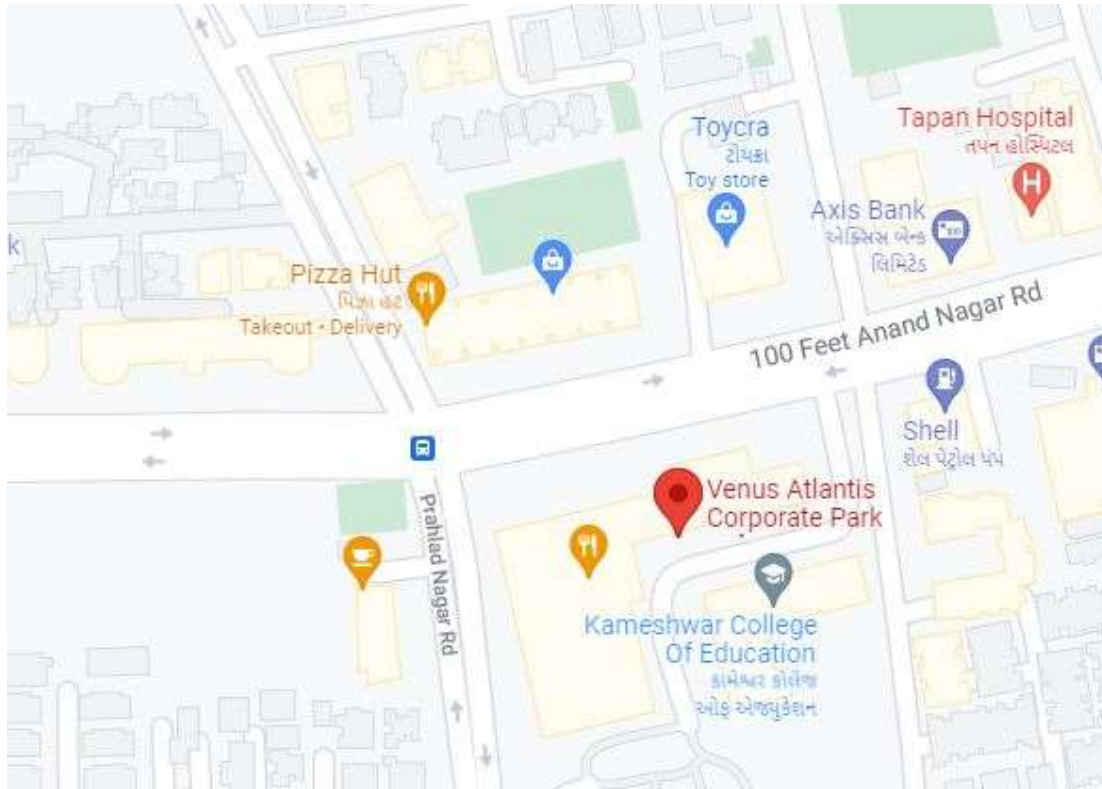 Toycra
ટોયક્રા
Toy store
Tapan Hospital
તપન હોસ્પિટલ
Axis Bank
એક્સિસ બેન્ક
લિમિટેડ
k
Pizza Hut
પિઝા હટ
Takeout • Delivery
100 Feet Anand Nagar Rd
Shell
શેલ પેટ્રોલ પંપ
Venus Atlantis
Corporate Park
Prahlad Nagar Rd
Kameshwar College
Of Education
કામેશ્વર કોલેજ
ઓફ એજ્યુકેશન
H